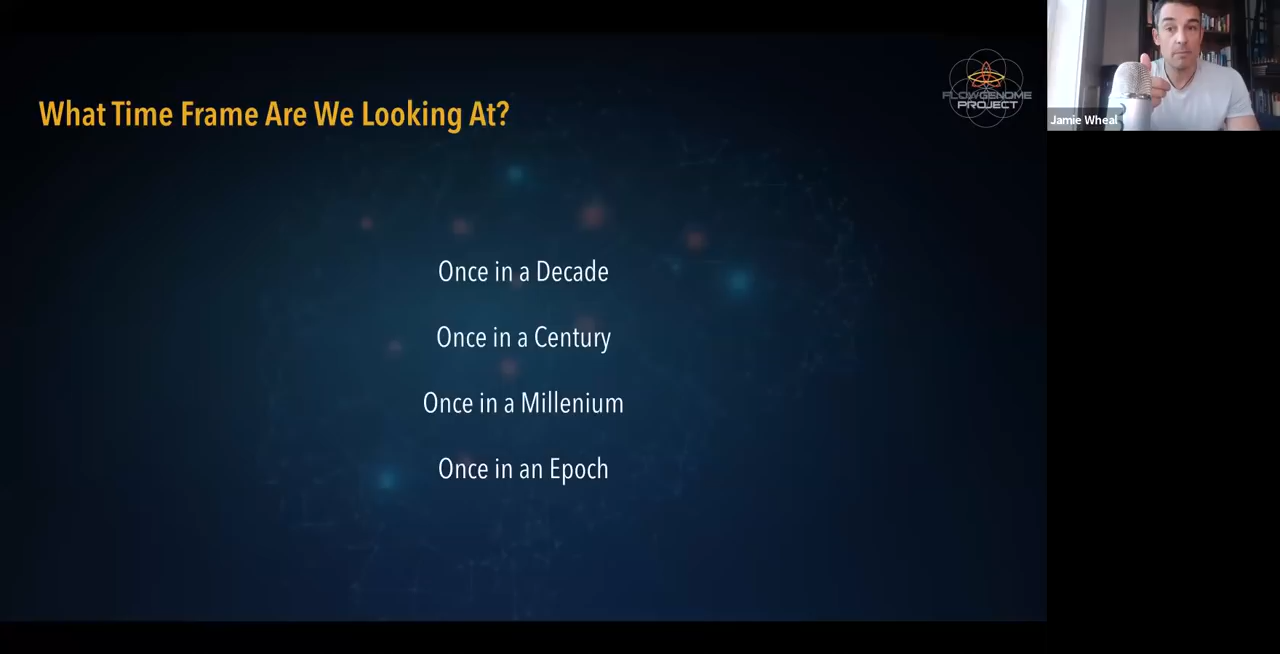 What Time Frame Are We Looking At?
FLOWGENOME
PROJECT
Jamie Wheal
Once in a Decade
Once in a Century
Once in a Millenium
Once in an Epoch